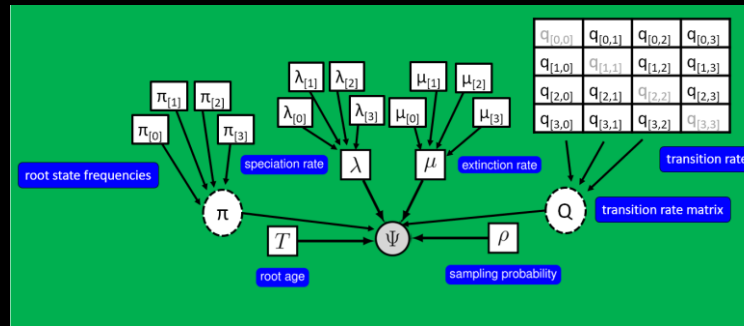 q[0,0] q[0,1] q[0,2] q[0,3]
q[1,0] q[1,1] q[1,2] q[1,3]
q[2,0] q[2,1] q[2,2] q[2,3]
q[3,0] q[3,1] q[3,2] q[3,3]
λ[1] λ[2] μ[1] μ[2]
π[1] π[2]
λ[0] λ[3] μ[0] μ[3]
π[0] π[3]
speciation rate λ μ extinction rate transition rate
root state frequencies
π Q transition rate matrix
T Ψ ρ
root age sampling probability